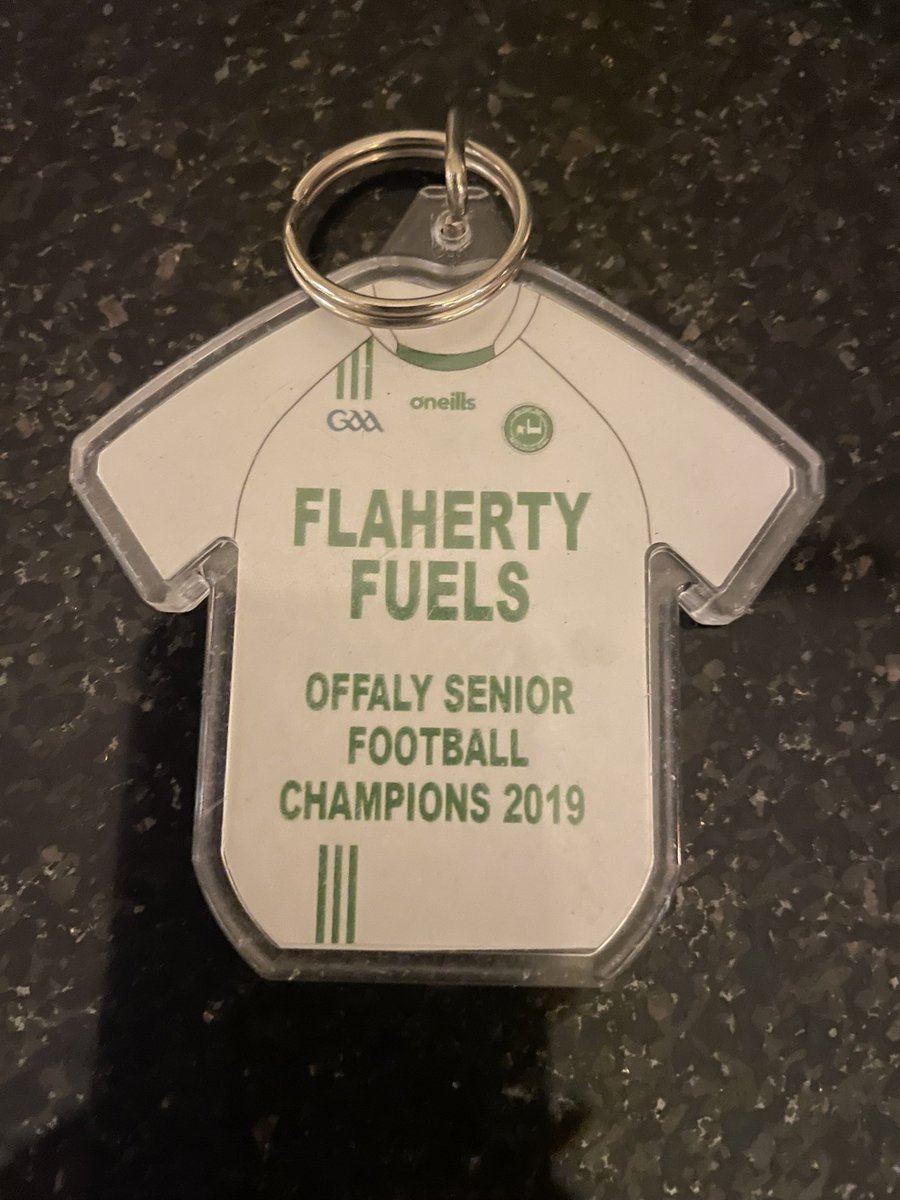 GAA
oneills
FLAHERTY
FUELS
OFFALY SENIOR
FOOTBALL
CHAMPIONS 2019